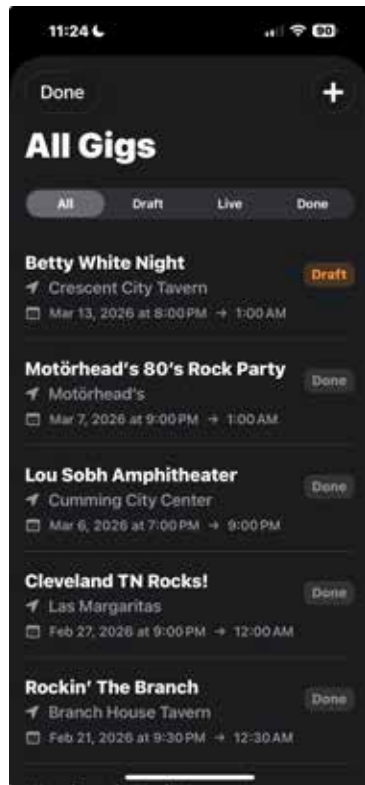 11:24
90
Done
All Gigs
All Draft Live Done
Betty White Night
Draft
Crescent City Tavern
Mar 13, 2026 at 8:00 PM → 1:00 AM
Motörhead's 80's Rock Party
Done
Motörhead's
Mar 7, 2026 at 9:00 PM → 1:00 AM
Lou Sobh Amphitheater
Done
Cumming City Center
Mar 6, 2026 at 7:00 PM → 9:00 PM
Cleveland TN Rocks!
Done
Las Margaritas
Feb 27, 2026 at 9:00 PM → 12:00 AM
Rockin' The Branch
Done
Branch House Tavern
Feb 21, 2026 at 9:30 PM → 12:30 AM